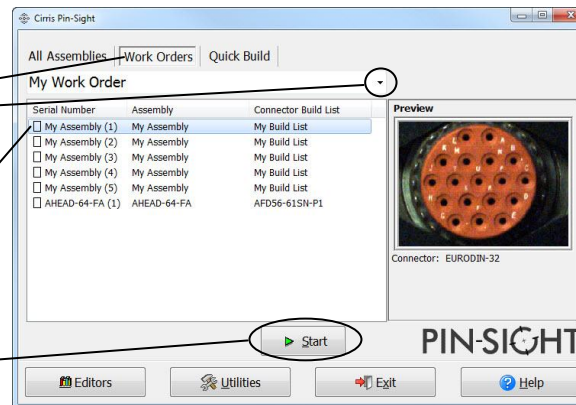 Cirris Pin-Sight
All Assemblies Work Orders Quick Build
My Work Order
Serial Number Assembly Connector Build List
My Assembly (1) My Assembly My Build List
My Assembly (2) My Assembly My Build List
My Assembly (3) My Assembly My Build List
My Assembly (4) My Assembly My Build List
My Assembly (5) My Assembly My Build List
AHEAD-64-FA (1) AHEAD-64-FA AFD56-61SN-P1
Preview
Connector: EURODIN-32
Start
PIN-SIGHT
Editors Utilities Exit Help